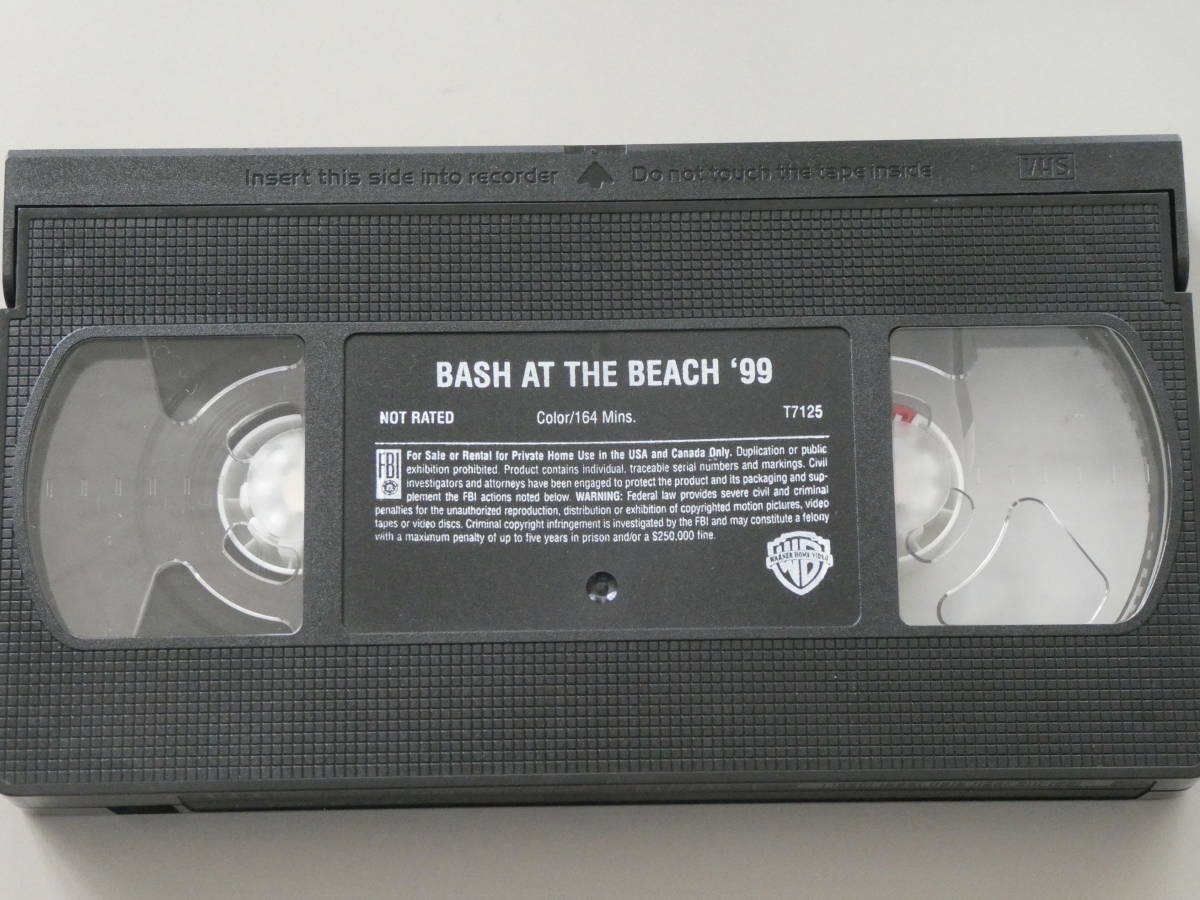 Insert this side into recorder Do not touch the tape inside VHS
BASH AT THE BEACH '99
NOT RATED Color/164 Mins. T7125
FBI For Sale or Rental for Private Home Use in the USA and Canada Only. Duplication or public
exhibition prohibited. Product contains individual, traceable serial numbers and markings. Civil
investigators and attorneys have been engaged to protect the product and its packaging and sup-
plement the FBI actions noted below. WARNING: Federal law provides severe civil and criminal
penalties for the unauthorized reproduction, distribution or exhibition of copyrighted motion pictures, video
tapes or video discs. Criminal copyright infringement is investigated by the FBI and may constitute a felony
with a maximum penalty of up to five years in prison and/or a $250,000 fine.
WB
WARNER HOME VIDEO